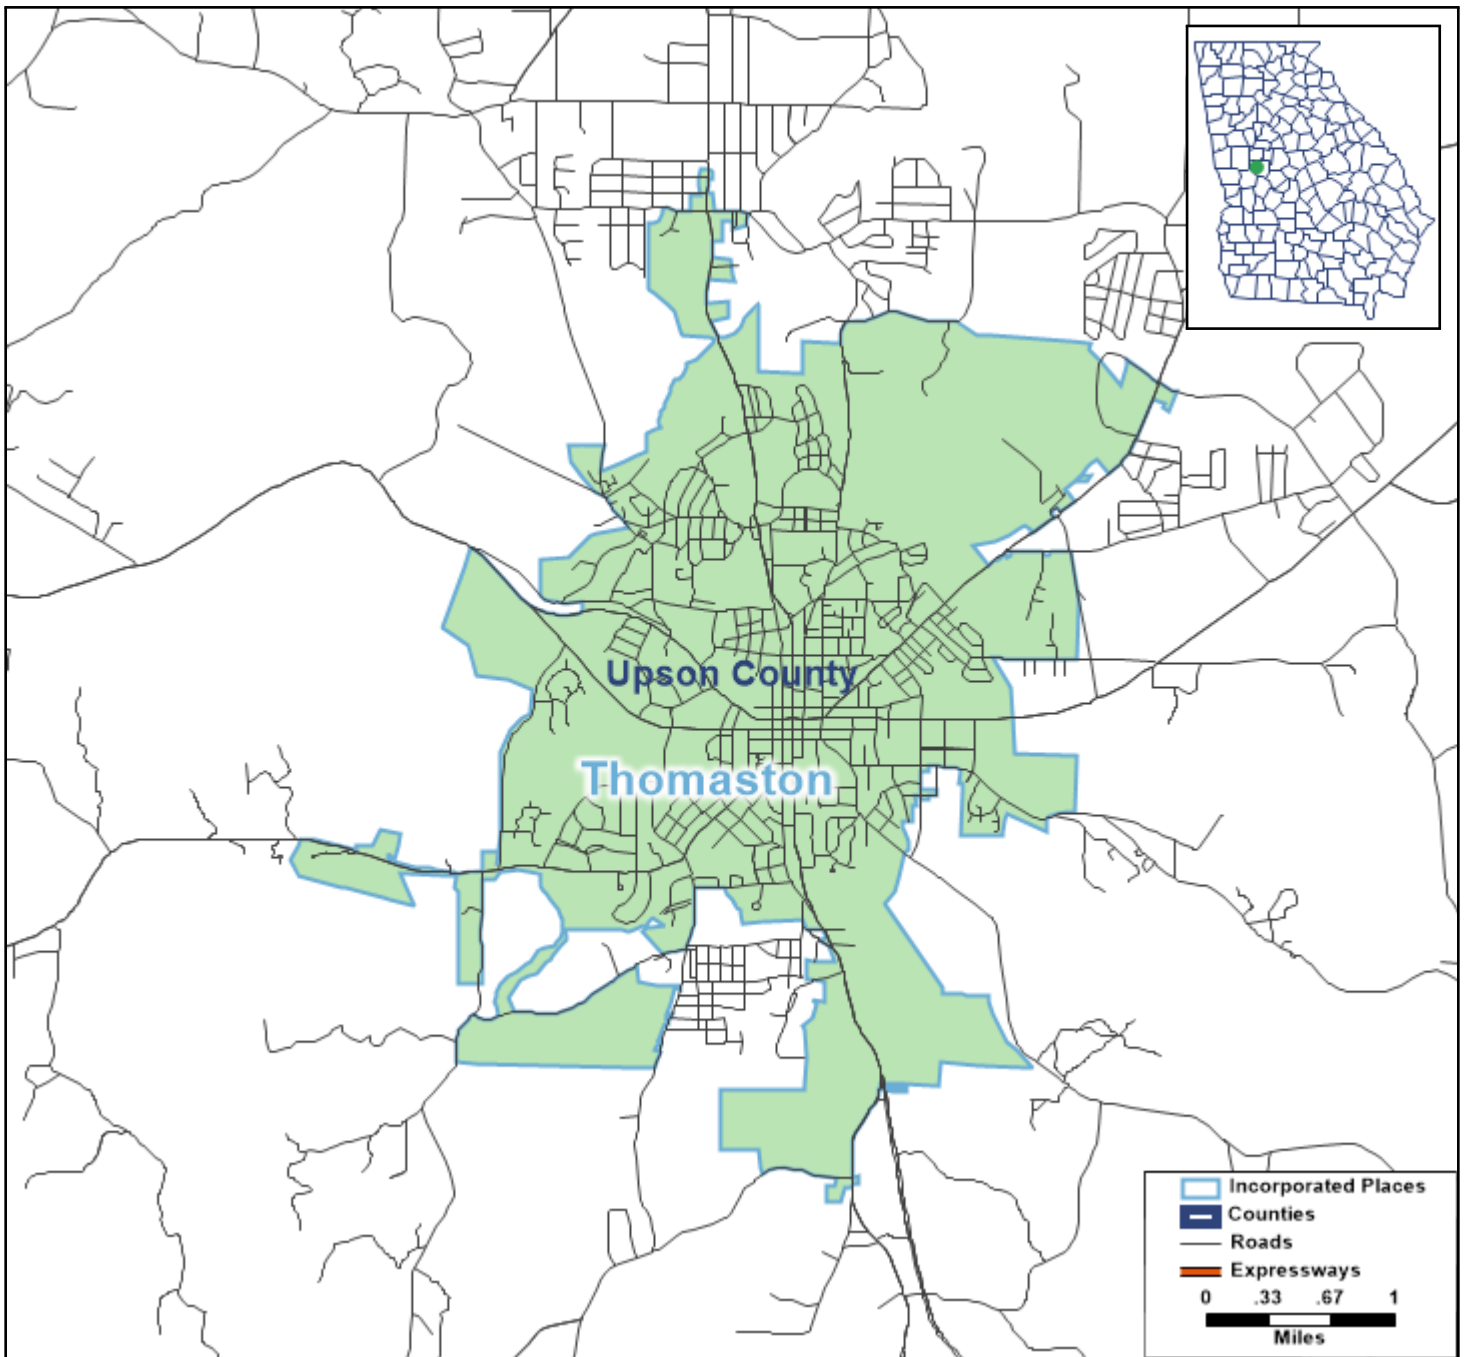 Upson County
Thomaston
Incorporated Places
Counties
Roads
Expressways
0 .33 .67 1
Miles